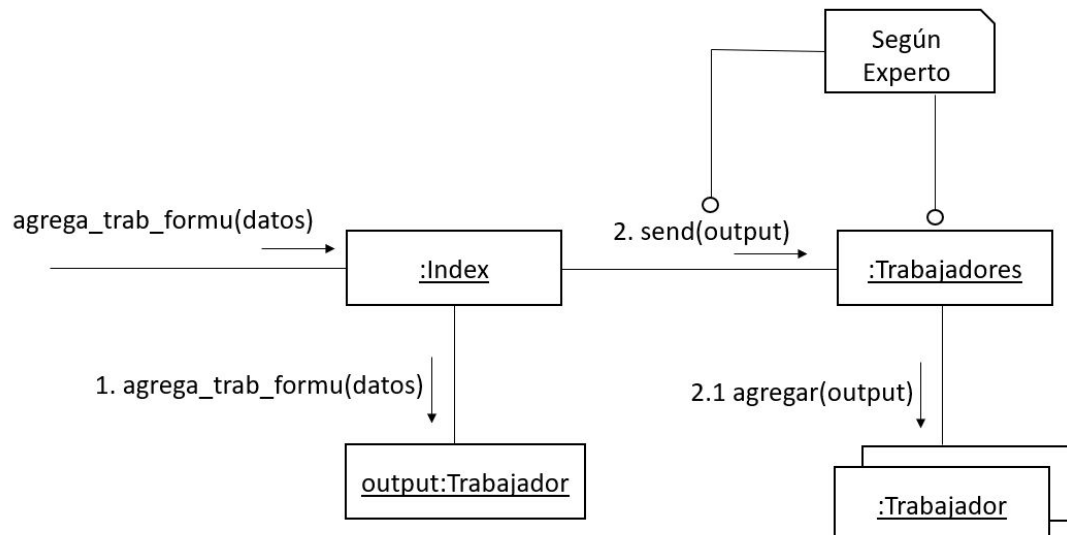 Según
Experto
agrega_trab_formu(datos)
2. send(output)
:Index
:Trabajadores
1. agrega_trab_formu(datos)
2.1 agregar(output)
output:Trabajador
:Trabajador